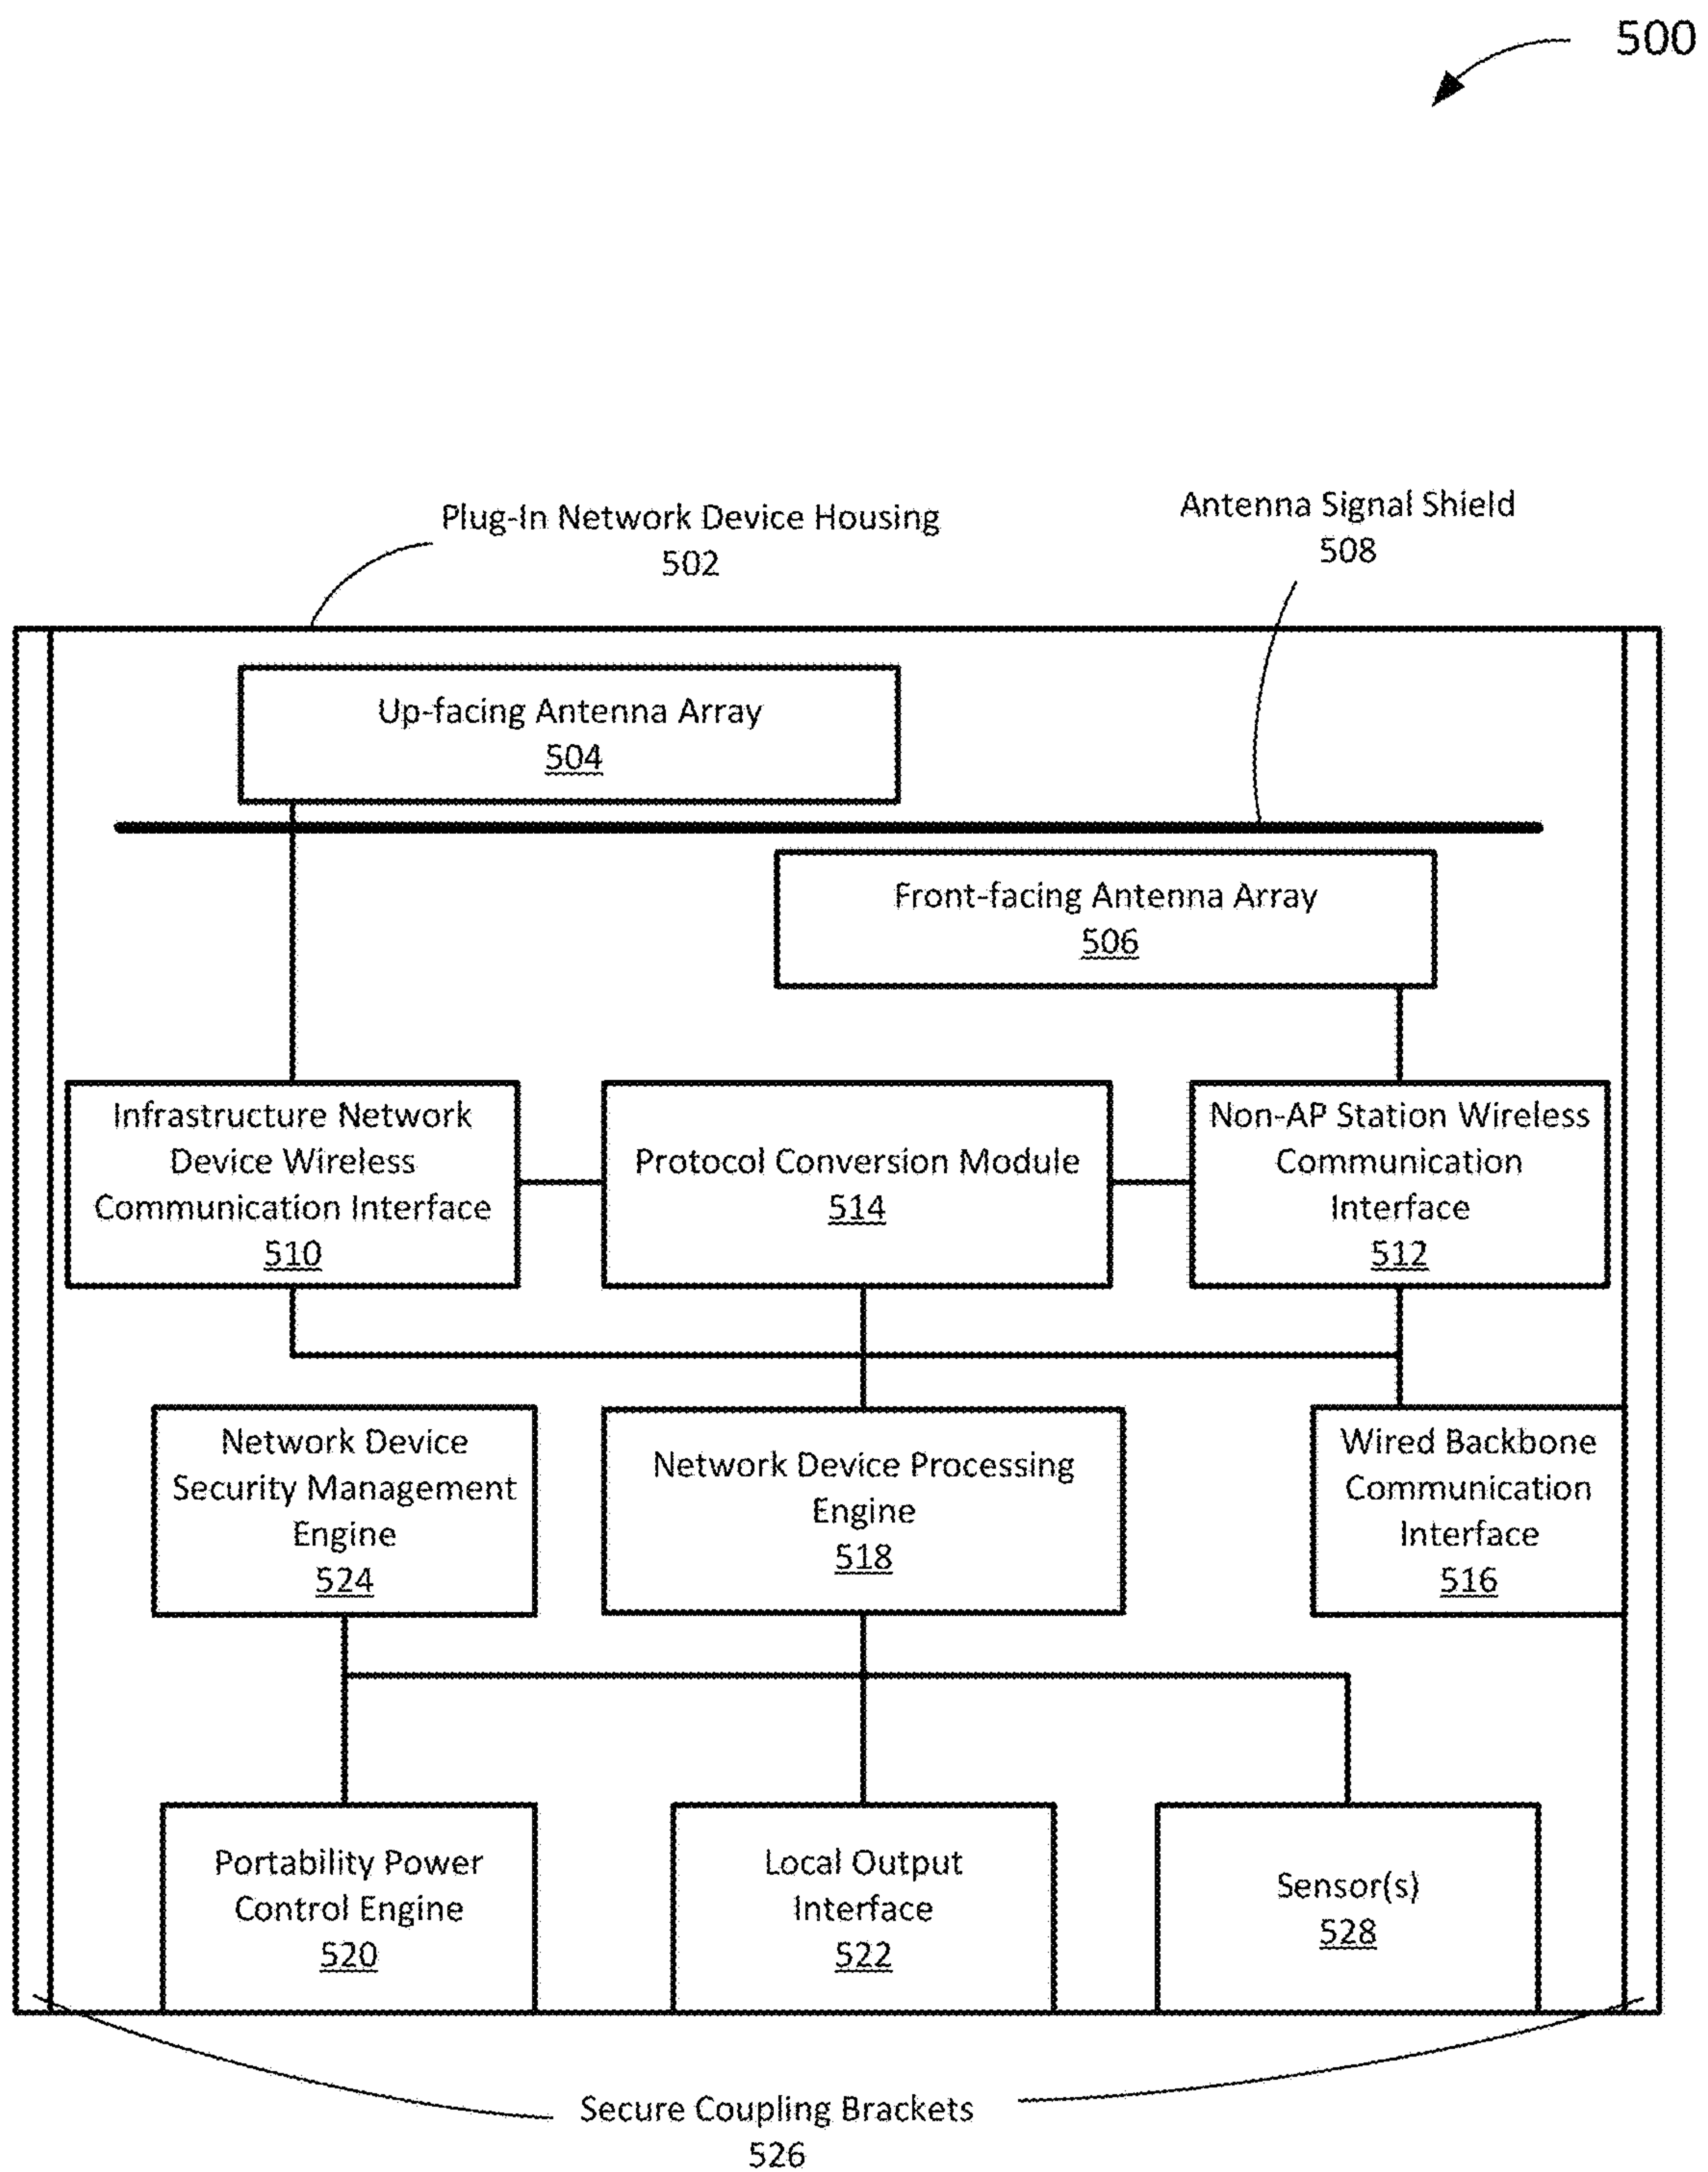 500
Plug-In Network Device Housing
502
Antenna Signal Shield
508
Up-facing Antenna Array
504
Front-facing Antenna Array
506
Infrastructure Network
Device Wireless
Communication Interface
510
Protocol Conversion Module
514
Non-AP Station Wireless
Communication
Interface
512
Network Device
Security Management
Engine
524
Network Device Processing
Engine
518
Wired Backbone
Communication
Interface
516
Portability Power
Control Engine
520
Local Output
Interface
522
Sensor(s)
528
Secure Coupling Brackets
526